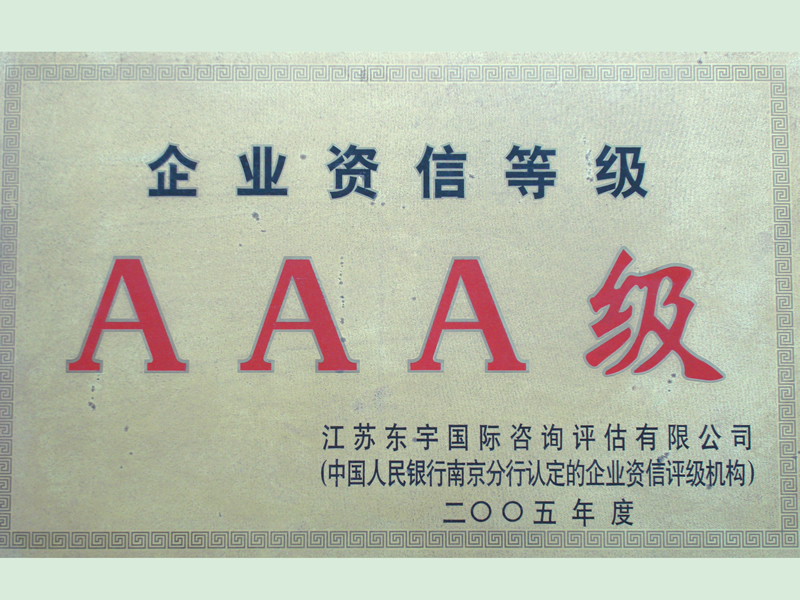 企业资信等级
AAA级
江苏东宇国际咨询评估有限公司
(中国人民银行南京分行认定的企业资信评级机构)
二〇〇五年度